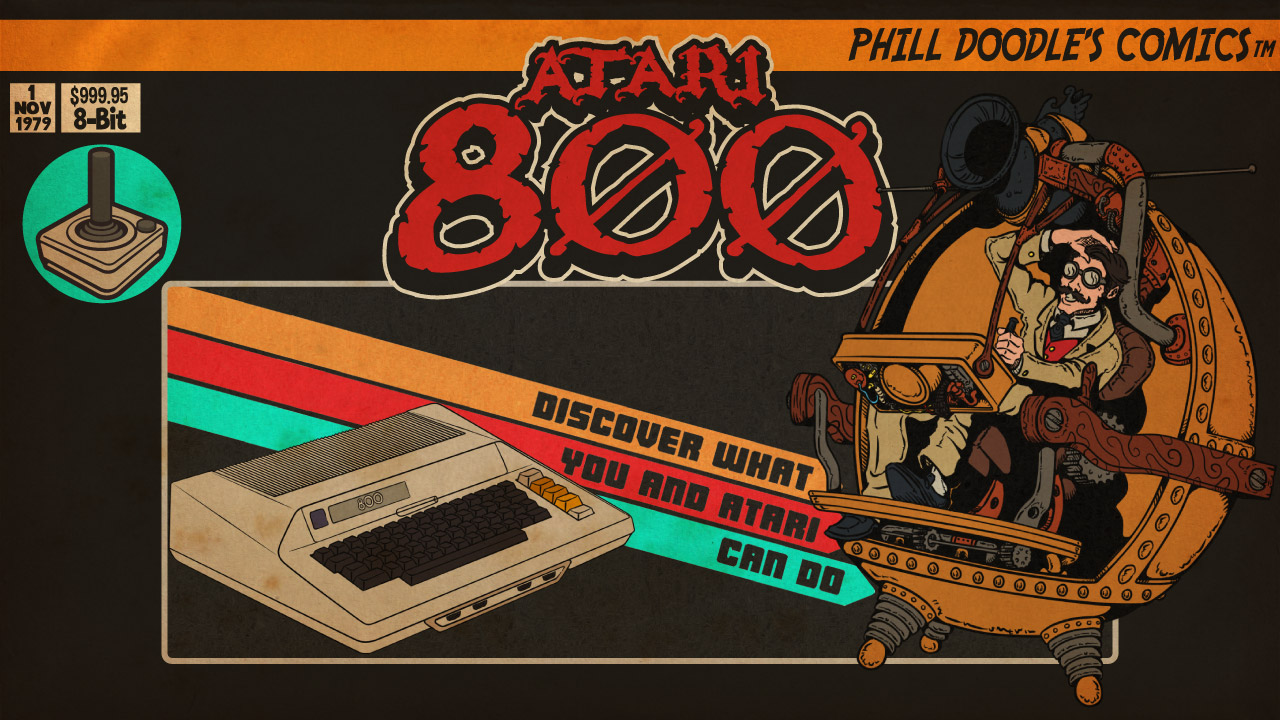 PHILL DOODLE'S COMICS™
1
NOV
1979
$999.95
8-Bit
ATARI
800
DISCOVER WHAT
YOU AND ATARI
CAN DO
800